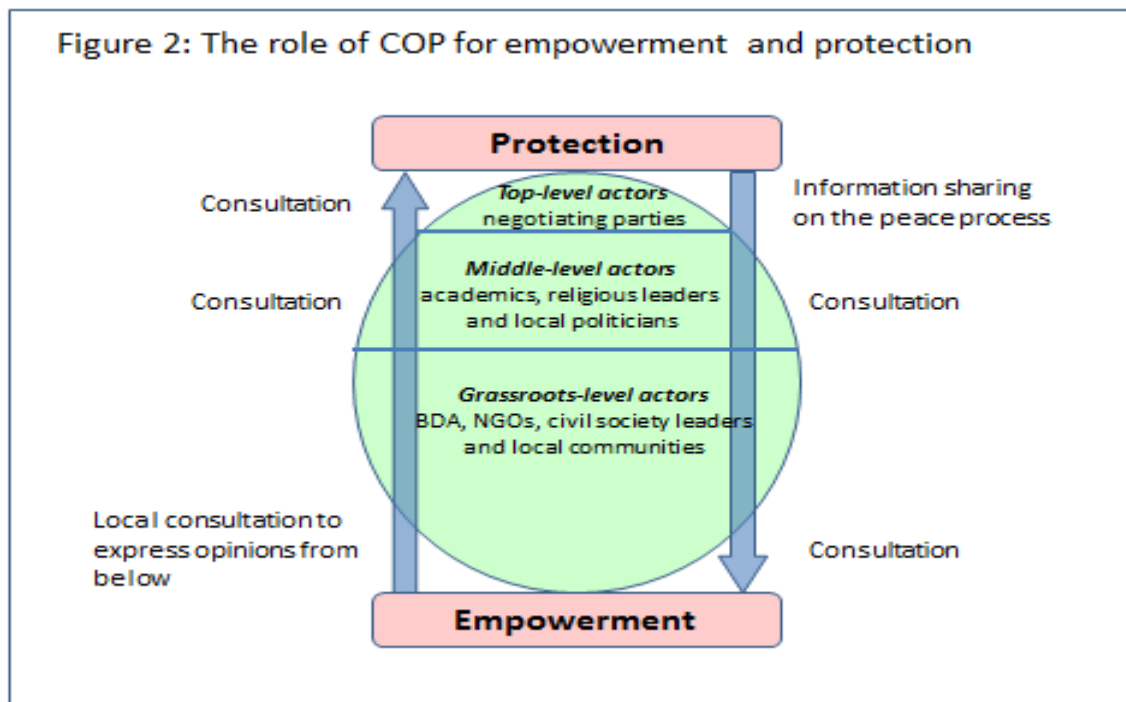 Figure 2: The role of COP for empowerment and protection
Protection
Consultation
Top-level actors
negotiating parties
Information sharing
on the peace process
Consultation
Middle-level actors
academics, religious leaders
and local politicians
Consultation
Grassroots-level actors
BDA, NGOs, civil society leaders
and local communities
Local consultation to
express opinions from
below
Consultation
Empowerment